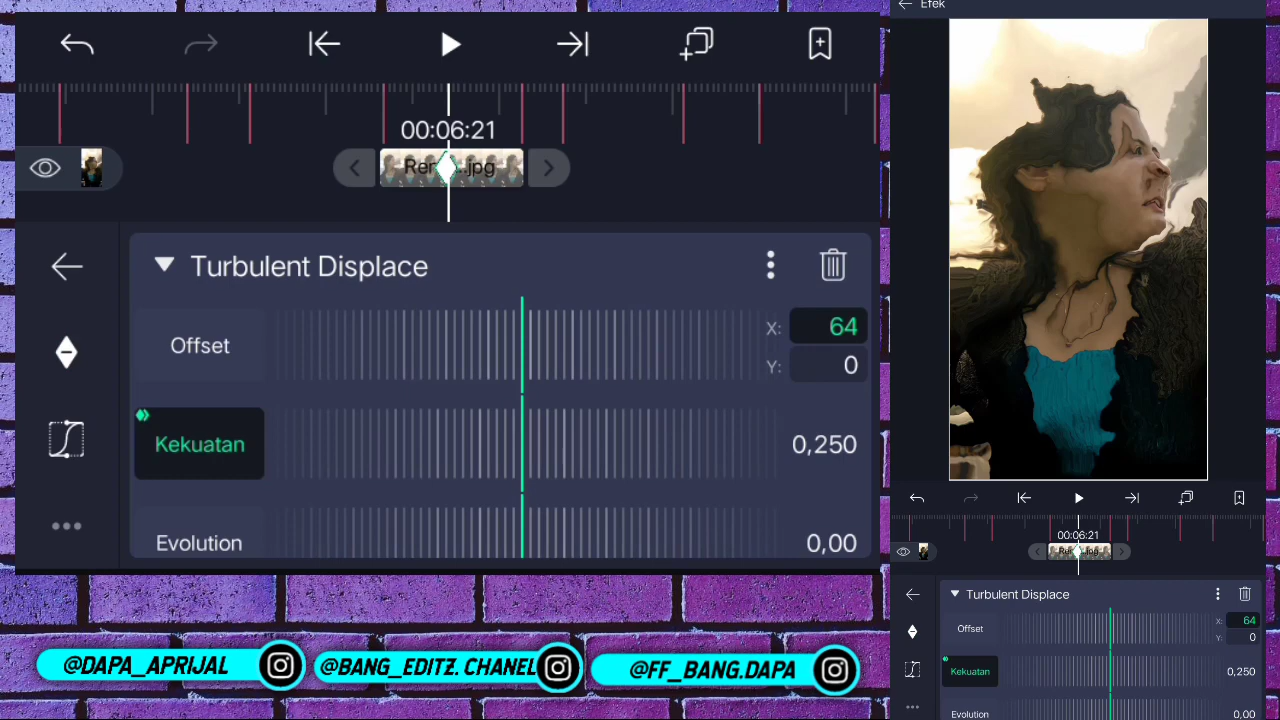 00:06:21
Turbulent Displace
Offset
X: 64
Y: 0
Kekuatan
0,250
Evolution
0,00
@DAPA_APRIJAL
@BANG_EDITZ. CHANEL
@FF_BANG.DAPA
Efek
00:06:21
Turbulent Displace
Offset
X: 64
Y: 0
Kekuatan
0,250
Evolution
0,00